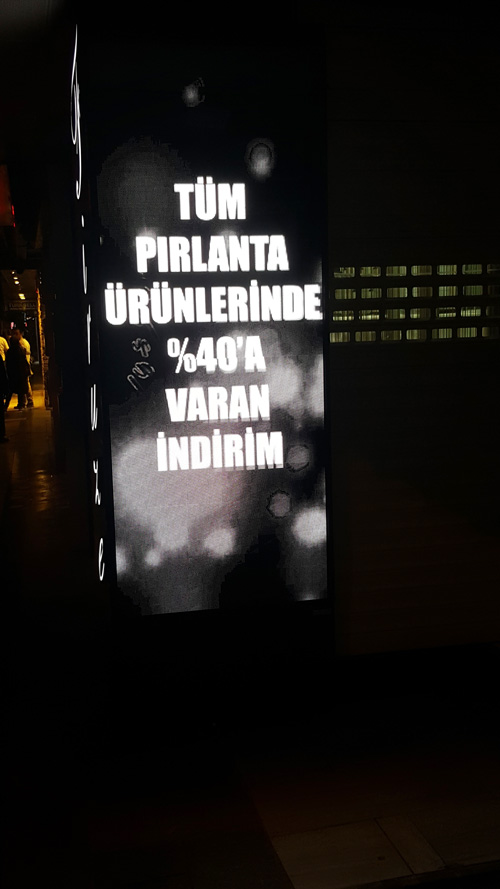 TÜM
PIRLANTA
ÜRÜNLERİNDE
%40'A
VARAN
İNDİRİM